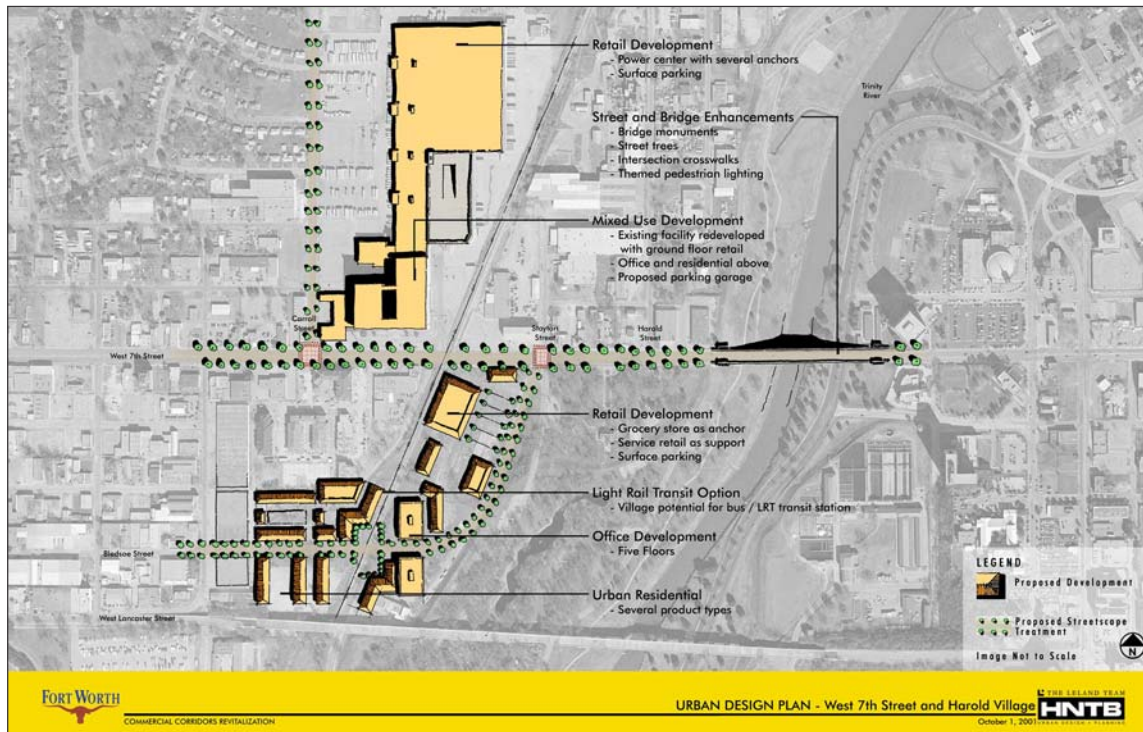 Retail Development
- Power center with several anchors
- Surface parking
Trinity
River
Street and Bridge Enhancements
- Bridge monuments
- Street trees
- Intersection crosswalks
- Themed pedestrian lighting
Mixed Use Development
- Existing facility redeveloped
with ground floor retail
- Office and residential above
- Proposed parking garage
Carroll
Street
Stayton
Street
Harold
Street
West 7th Street
Retail Development
- Grocery store as anchor
- Service retail as support
- Surface parking
Light Rail Transit Option
- Village potential for bus / LRT transit station
Office Development
- Five Floors
Bledsoe Street
Urban Residential
- Several product types
West Lancaster Street
LEGEND
Proposed Development
Proposed Streetscape
Treatment
Image Not to Scale
N
FORT WORTH
COMMERCIAL CORRIDORS REVITALIZATION
URBAN DESIGN PLAN - West 7th Street and Harold Village
October 1, 2001
THE LELAND TEAM
HNTB
URBAN DESIGN + PLANNING